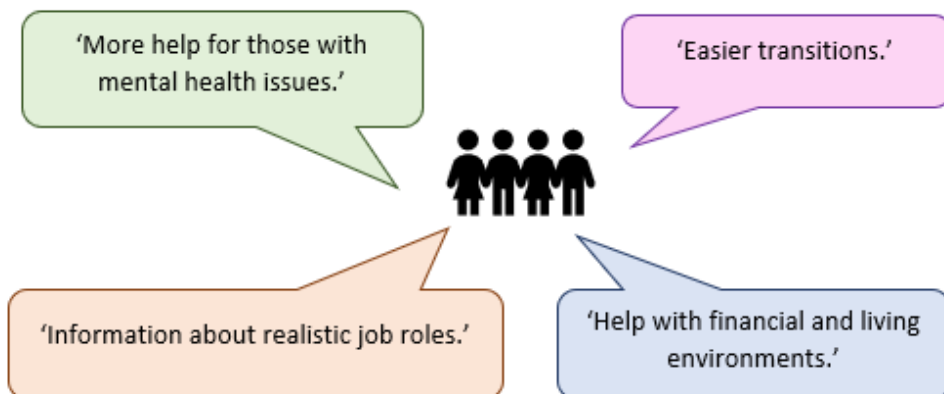 ‘More help for those with
mental health issues.’
‘Easier transitions.’
‘Information about realistic job roles.’
‘Help with financial and living
environments.’